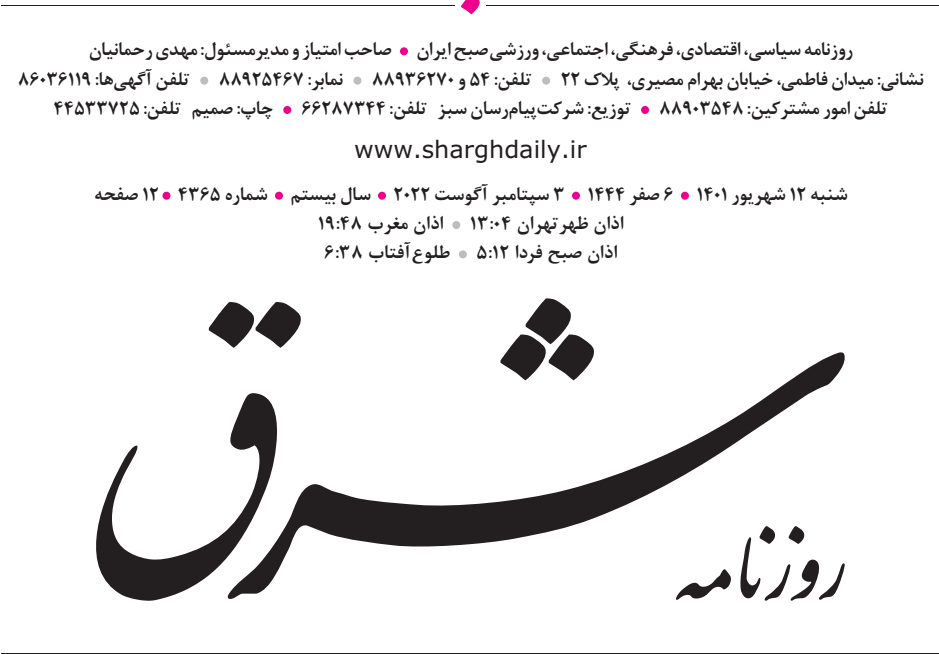 روزنامه سیاسی، اقتصادی، فرهنگی، اجتماعی، ورزشی صبح ایران ● صاحب امتیاز و مدیر مسئول: مهدی رحمانیان
نشانی: میدان فاطمی، خیابان بهرام مصیری، پلاک ۲۲ ● تلفن: ۵۴ و ۸۸۹۳۶۲۷۰ ● نمابر: ۸۸۹۲۵۴۶۷ ● تلفن آگهی‌ها: ۸۶۰۳۶۱۱۹
تلفن امور مشترکین: ۸۸۹۰۳۵۴۸ ● توزیع: شرکت پیام‌رسان سبز تلفن: ۶۶۲۸۷۳۴۴ ● چاپ: صمیم تلفن: ۴۴۵۳۳۷۲۵
www.sharghdaily.ir
شنبه ۱۲ شهریور ۱۴۰۱ ● ۶ صفر ۱۴۴۴ ● ۳ سپتامبر آگوست ۲۰۲۲ ● سال بیستم ● شماره ۴۳۶۵ ● ۱۲ صفحه
اذان ظهر تهران ۱۳:۰۴ ● اذان مغرب ۱۹:۴۸
اذان صبح فردا ۵:۱۲ ● طلوع آفتاب ۶:۳۸
شرق
روزنامه